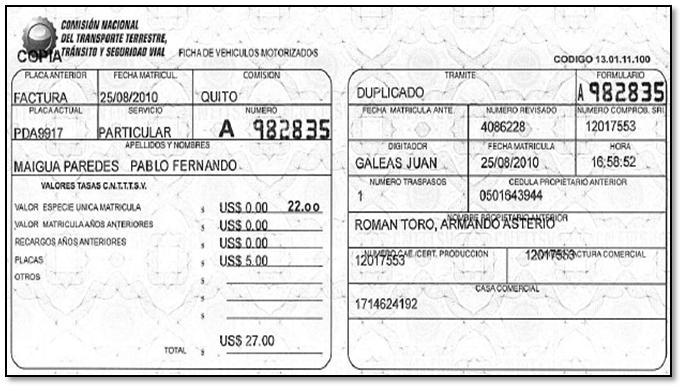 COMISIÓN NACIONAL
DEL TRANSPORTE TERRESTRE,
TRÁNSITO Y SEGURIDAD VIAL
COPIA
FICHA DE VEHICULOS MOTORIZADOS
CODIGO 13.01.11.100
PLACA ANTERIOR FECHA MATRICUL. COMISION
FACTURA 25/08/2010 QUITO
PLACA ACTUAL SERVICIO NUMERO
PDA9917 PARTICULAR A 982835
APELLIDOS Y NOMBRES
MAIGUA PAREDES PABLO FERNANDO
VALORES TASAS C.N.T.T.T.S.V.
VALOR ESPECIE UNICA MATRICULA $ US$ 0.00 22.00
VALOR MATRICULA AÑOS ANTERIORES $ US$ 0.00
RECARGOS AÑOS ANTERIORES $ US$ 0.00
PLACAS $ US$ 5.00
OTROS $
$
$
US$ 27.00
TOTAL $
TRAMITE FORMULARIO
DUPLICADO A 982835
FECHA MATRICULA ANTE. NUMERO REVISADO NUMERO COMPROB. SRI
4086228 12017553
DIGITADOR FECHA MATRICULA HORA
GALEAS JUAN 25/08/2010 16:58:52
NUMERO TRASPASOS CEDULA PROPIETARIO ANTERIOR
1 0501643944
NOMBRE PROPIETARIO ANTERIOR
ROMAN TORO, ARMANDO ASTERIO
NUMERO CAE/CERT. PRODUCCION FACTURA COMERCIAL
12017553 12017553
CASA COMERCIAL
1714624192